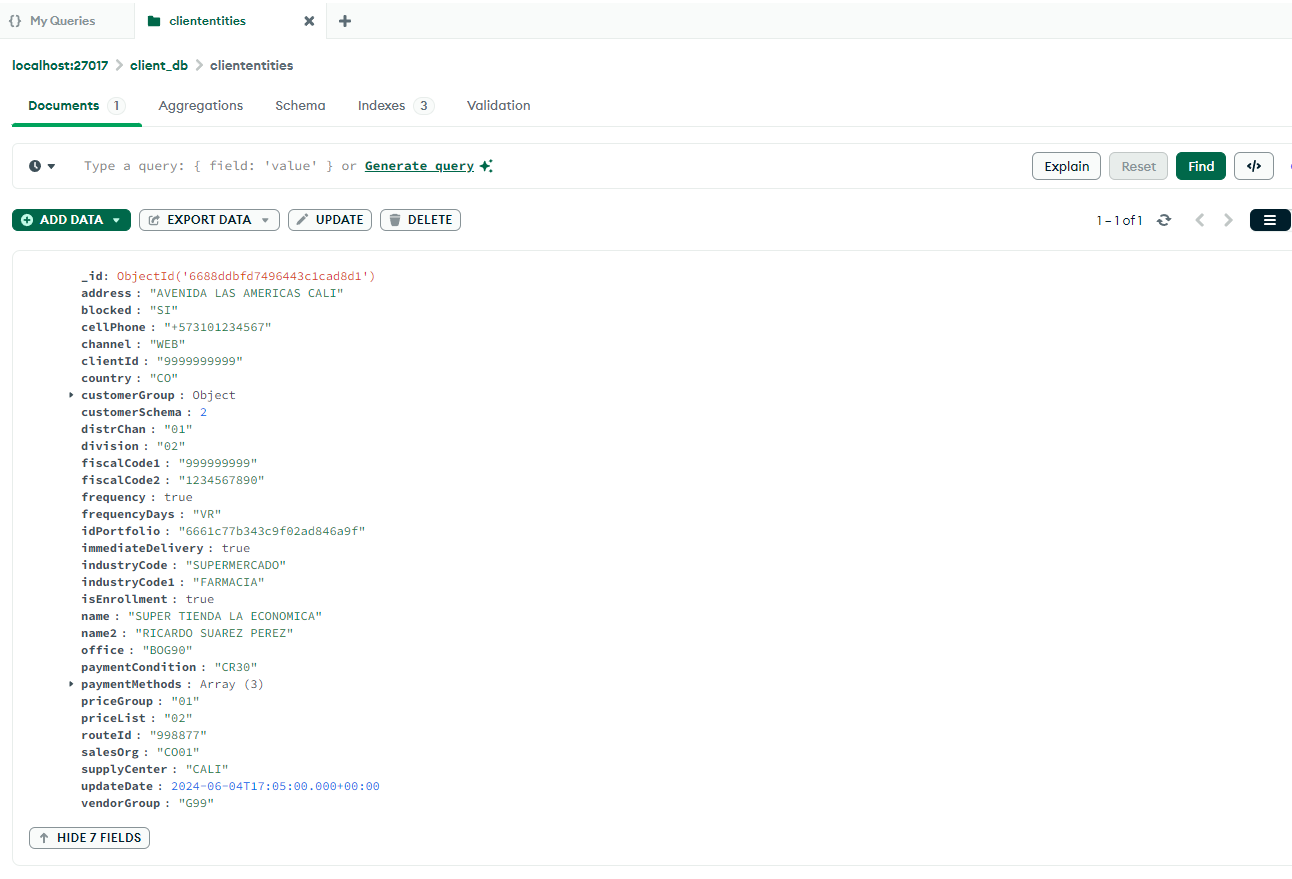 {} My Queries
cliententities
localhost:27017 > client_db > cliententities
Documents 1 Aggregations Schema Indexes 3 Validation
Type a query: { field: 'value' } or Generate query
Explain Reset Find </>
ADD DATA EXPORT DATA UPDATE DELETE 1 – 1 of 1
_id: ObjectId('6688ddbfd7496443c1cad8d1')
address : "AVENIDA LAS AMERICAS CALI"
blocked : "SI"
cellPhone : "+573101234567"
channel : "WEB"
clientId : "9999999999"
country : "CO"
customerGroup : Object
customerSchema : 2
distrChan : "01"
division : "02"
fiscalCode1 : "999999999"
fiscalCode2 : "1234567890"
frequency : true
frequencyDays : "VR"
idPortfolio : "6661c77b343c9f02ad846a9f"
immediateDelivery : true
industryCode : "SUPERMERCADO"
industryCode1 : "FARMACIA"
isEnrollment : true
name : "SUPER TIENDA LA ECONOMICA"
name2 : "RICARDO SUAREZ PEREZ"
office : "BOG90"
paymentCondition : "CR30"
paymentMethods : Array (3)
priceGroup : "01"
priceList : "02"
routeId : "998877"
salesOrg : "CO01"
supplyCenter : "CALI"
updateDate : 2024-06-04T17:05:00.000+00:00
vendorGroup : "G99"
HIDE 7 FIELDS